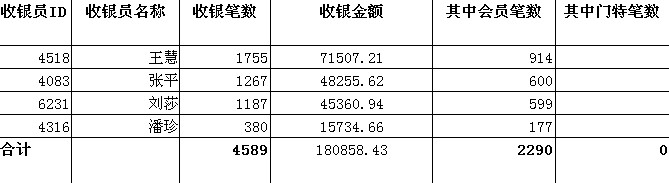 收银员ID 收银员名称 收银笔数 收银金额 其中会员笔数 其中门特笔数
4518 王慧 1755 71507.21 914
4083 张平 1267 48255.62 600
6231 刘莎 1187 45360.94 599
4316 潘珍 380 15734.66 177
合计 4589 180858.43 2290 0